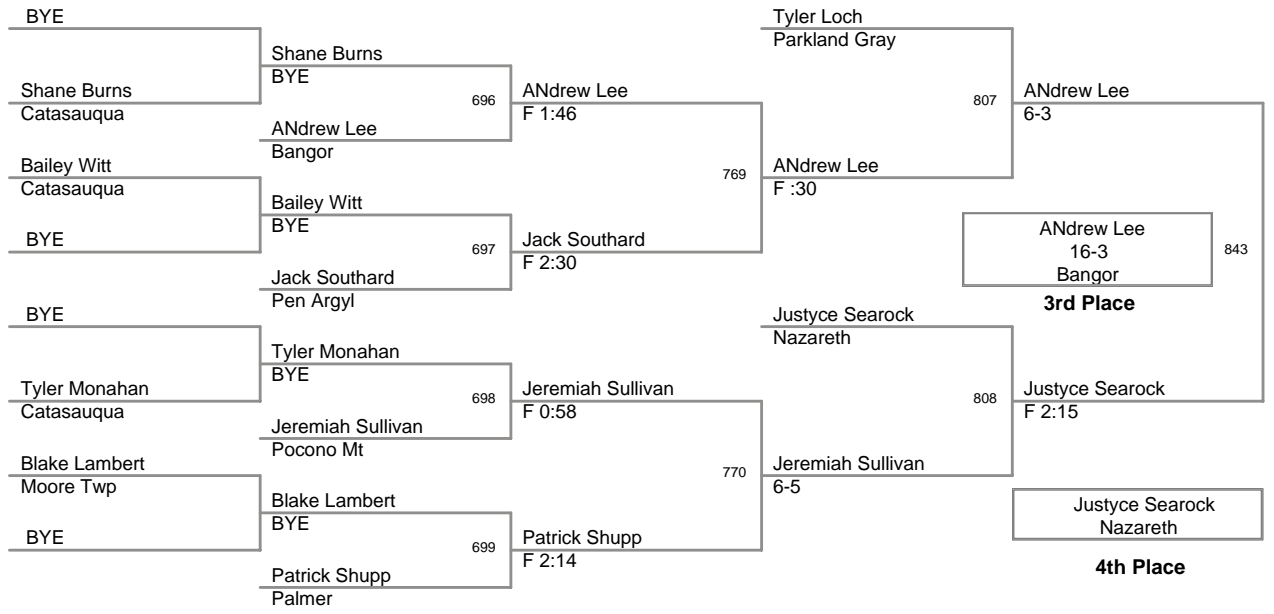 BYE
Shane Burns
Catasauqua
Bailey Witt
Catasauqua
BYE
BYE
Tyler Monahan
Catasauqua
Blake Lambert
Moore Twp
BYE
Shane Burns
BYE
696
ANdrew Lee
Bangor
Bailey Witt
BYE
697
Jack Southard
Pen Argyl
Tyler Monahan
BYE
698
Jeremiah Sullivan
Pocono Mt
Blake Lambert
BYE
699
Patrick Shupp
Palmer
ANdrew Lee
F 1:46
769
Jack Southard
F 2:30
Jeremiah Sullivan
F 0:58
770
Patrick Shupp
F 2:14
Tyler Loch
Parkland Gray
807
ANdrew Lee
F :30
Justyce Searock
Nazareth
808
Jeremiah Sullivan
6-5
ANdrew Lee
6-3
ANdrew Lee
16-3
Bangor
843
3rd Place
Justyce Searock
F 2:15
Justyce Searock
Nazareth
4th Place